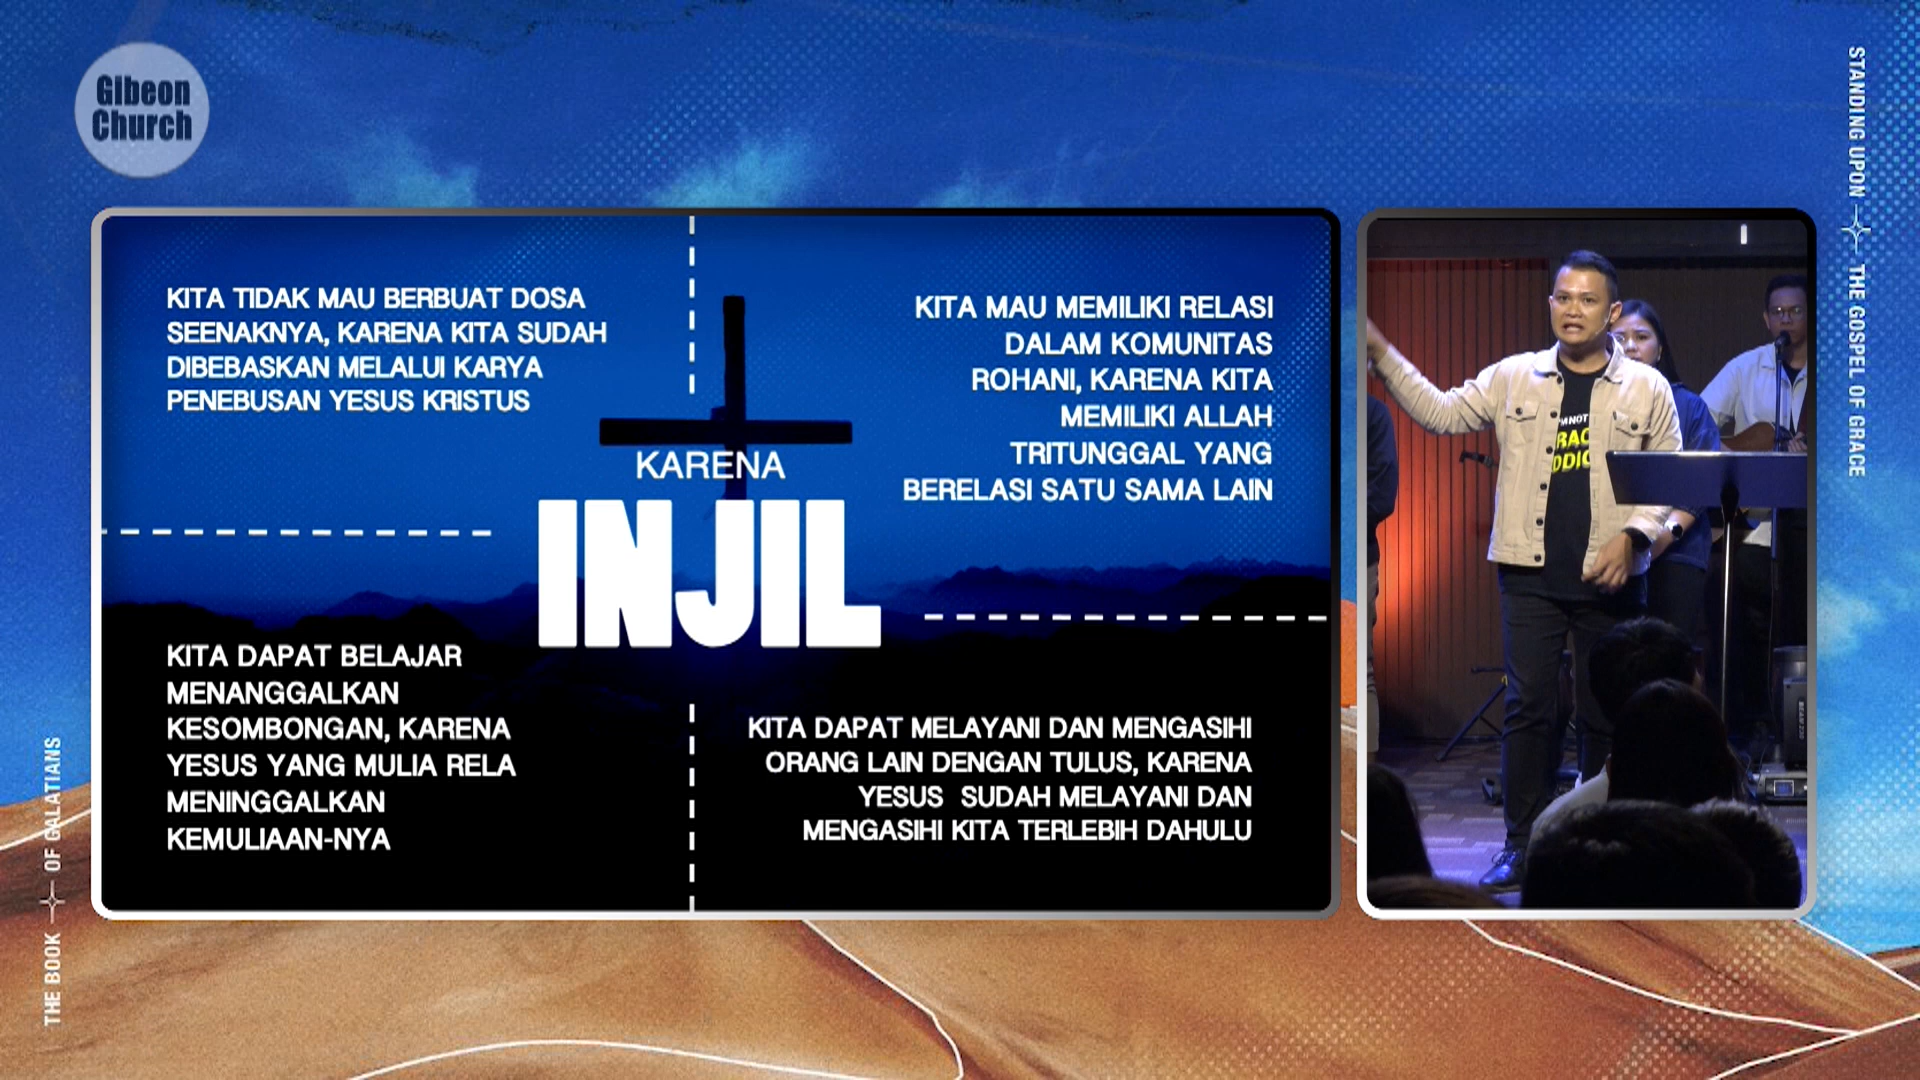 Gibeon
Church
STANDING UPON THE GOSPEL OF GRACE
KITA TIDAK MAU BERBUAT DOSA
SEENAKNYA, KARENA KITA SUDAH
DIBEBASKAN MELALUI KARYA
PENEBUSAN YESUS KRISTUS
KITA MAU MEMILIKI RELASI
DALAM KOMUNITAS
ROHANI, KARENA KITA
MEMILIKI ALLAH
TRITUNGGAL YANG
BERELASI SATU SAMA LAIN
KARENA
INJIL
KITA DAPAT BELAJAR
MENANGGALKAN
KESOMBONGAN, KARENA
YESUS YANG MULIA RELA
MENINGGALKAN
KEMULIAAN-NYA
KITA DAPAT MELAYANI DAN MENGASIHI
ORANG LAIN DENGAN TULUS, KARENA
YESUS SUDAH MELAYANI DAN
MENGASIHI KITA TERLEBIH DAHULU
NOT
THE BOOK OF GALATIANS